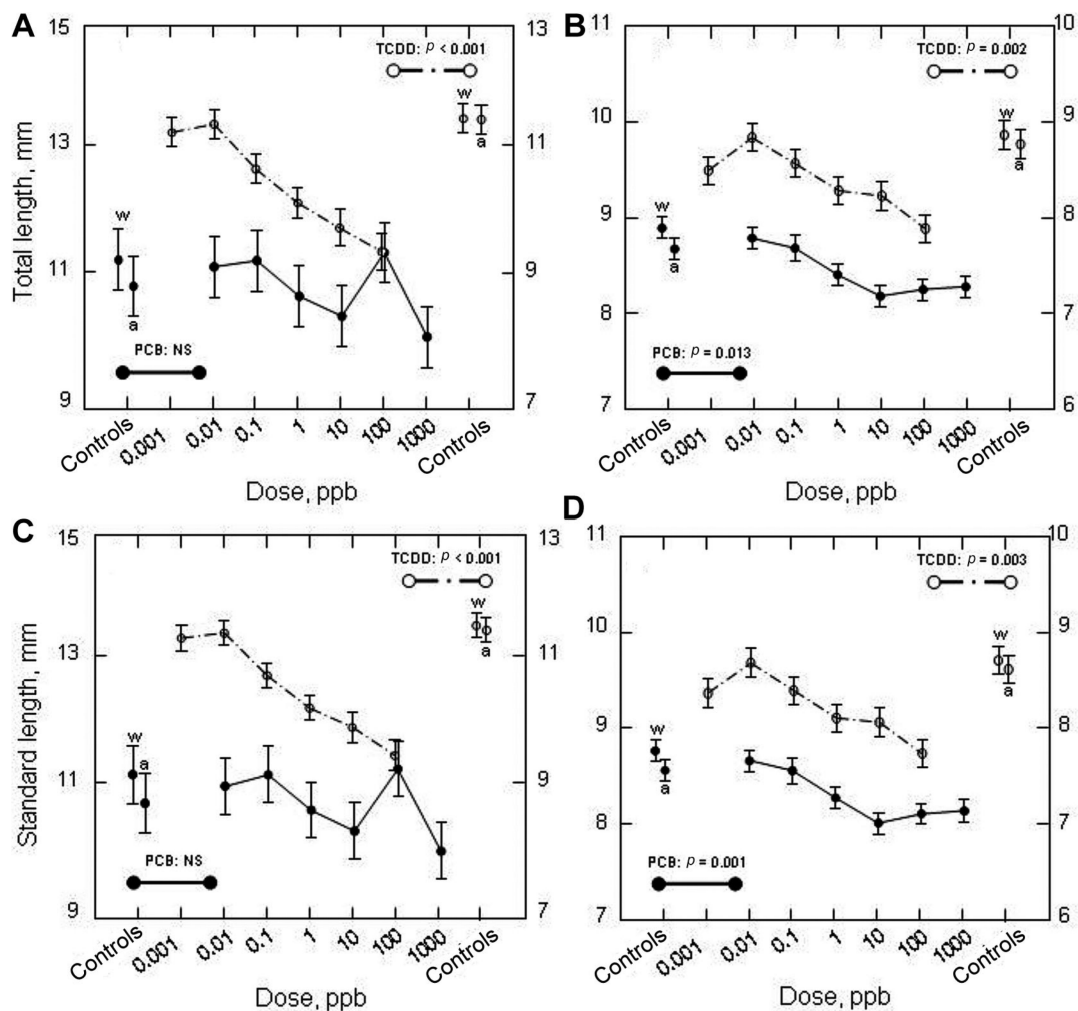 A
15
13
11
9
Total length, mm
13
11
9
7
TCDD: p < 0.001
w
a
w
a
PCB: NS
Controls
0.001
0.01
0.1
1
10
100
1000
Controls
Dose, ppb
B
11
10
9
8
7
10
9
8
7
6
TCDD: p = 0.002
w
a
w
a
PCB: p = 0.013
Controls
0.001
0.01
0.1
1
10
100
1000
Controls
Dose, ppb
C
15
13
11
9
Standard length, mm
13
11
9
7
TCDD: p < 0.001
w
a
w
a
PCB: NS
Controls
0.001
0.01
0.1
1
10
100
1000
Controls
Dose, ppb
D
11
10
9
8
7
10
9
8
7
6
TCDD: p = 0.003
w
a
w
a
PCB: p = 0.001
Controls
0.001
0.01
0.1
1
10
100
1000
Controls
Dose, ppb